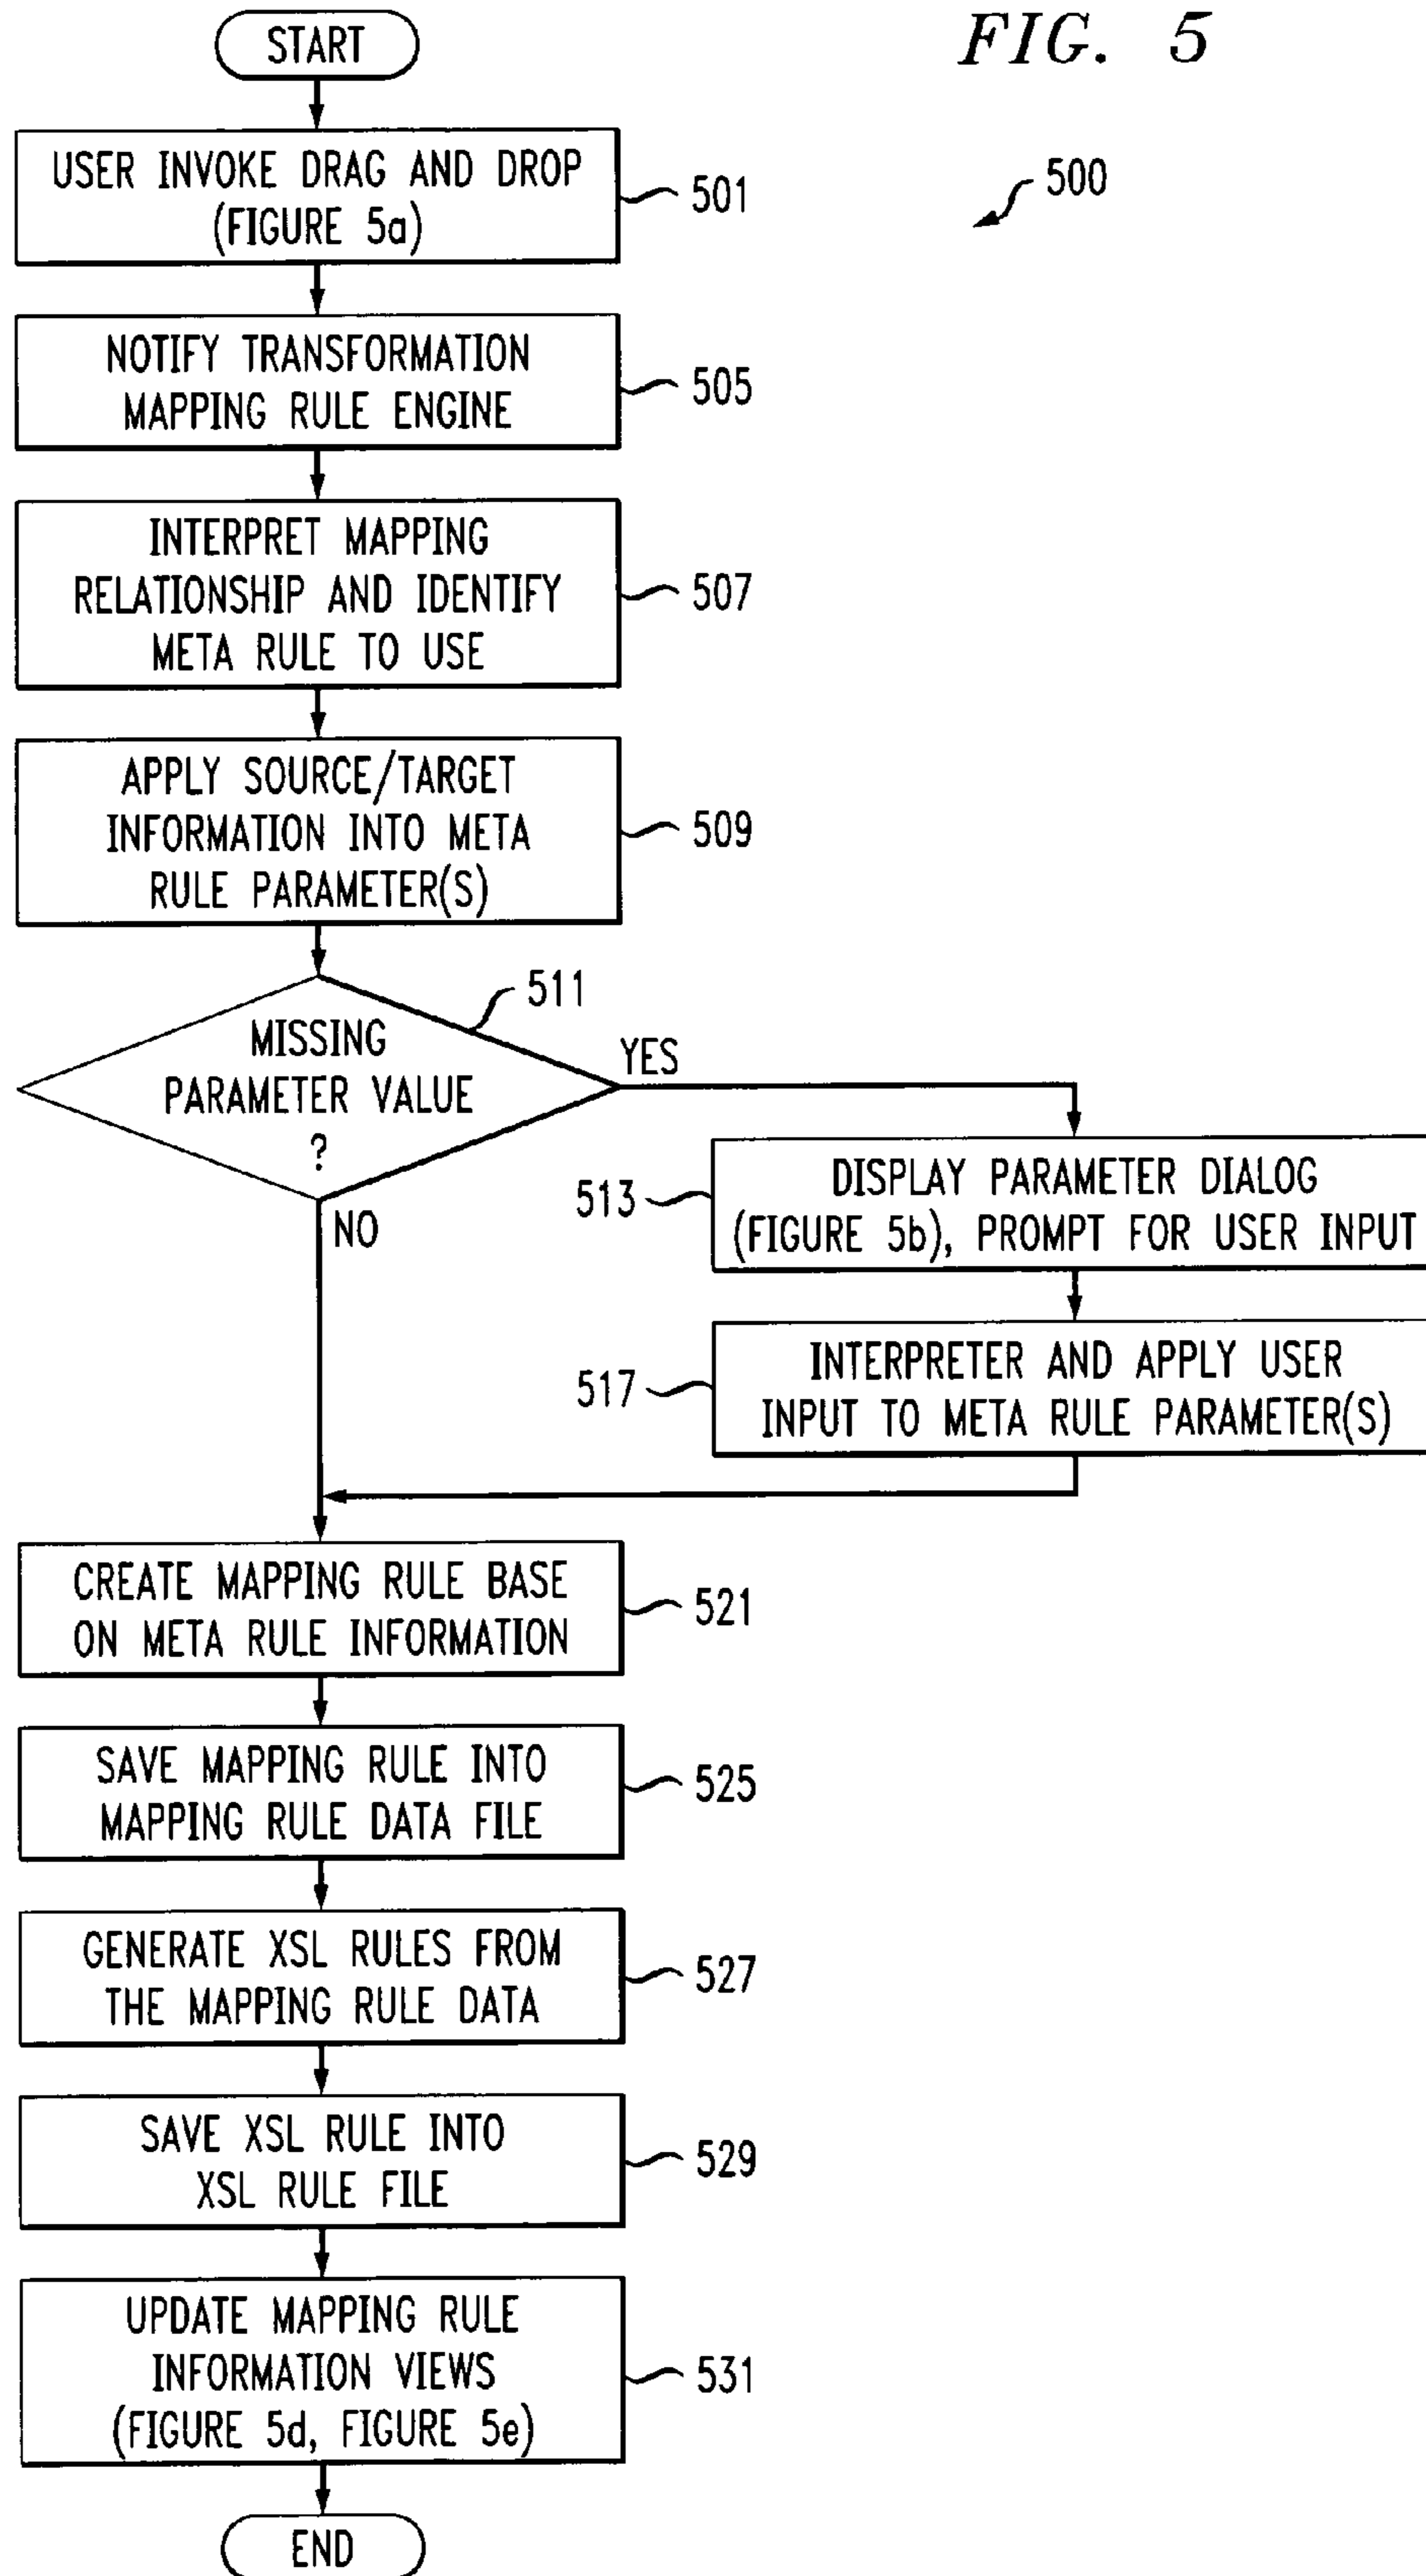 FIG. 5
START
USER INVOKE DRAG AND DROP
(FIGURE 5a)
501
500
NOTIFY TRANSFORMATION
MAPPING RULE ENGINE
505
INTERPRET MAPPING
RELATIONSHIP AND IDENTIFY
META RULE TO USE
507
APPLY SOURCE/TARGET
INFORMATION INTO META
RULE PARAMETER(S)
509
511
MISSING
PARAMETER VALUE
?
YES
NO
513
DISPLAY PARAMETER DIALOG
(FIGURE 5b), PROMPT FOR USER INPUT
517
INTERPRETER AND APPLY USER
INPUT TO META RULE PARAMETER(S)
CREATE MAPPING RULE BASE
ON META RULE INFORMATION
521
SAVE MAPPING RULE INTO
MAPPING RULE DATA FILE
525
GENERATE XSL RULES FROM
THE MAPPING RULE DATA
527
SAVE XSL RULE INTO
XSL RULE FILE
529
UPDATE MAPPING RULE
INFORMATION VIEWS
(FIGURE 5d, FIGURE 5e)
531
END